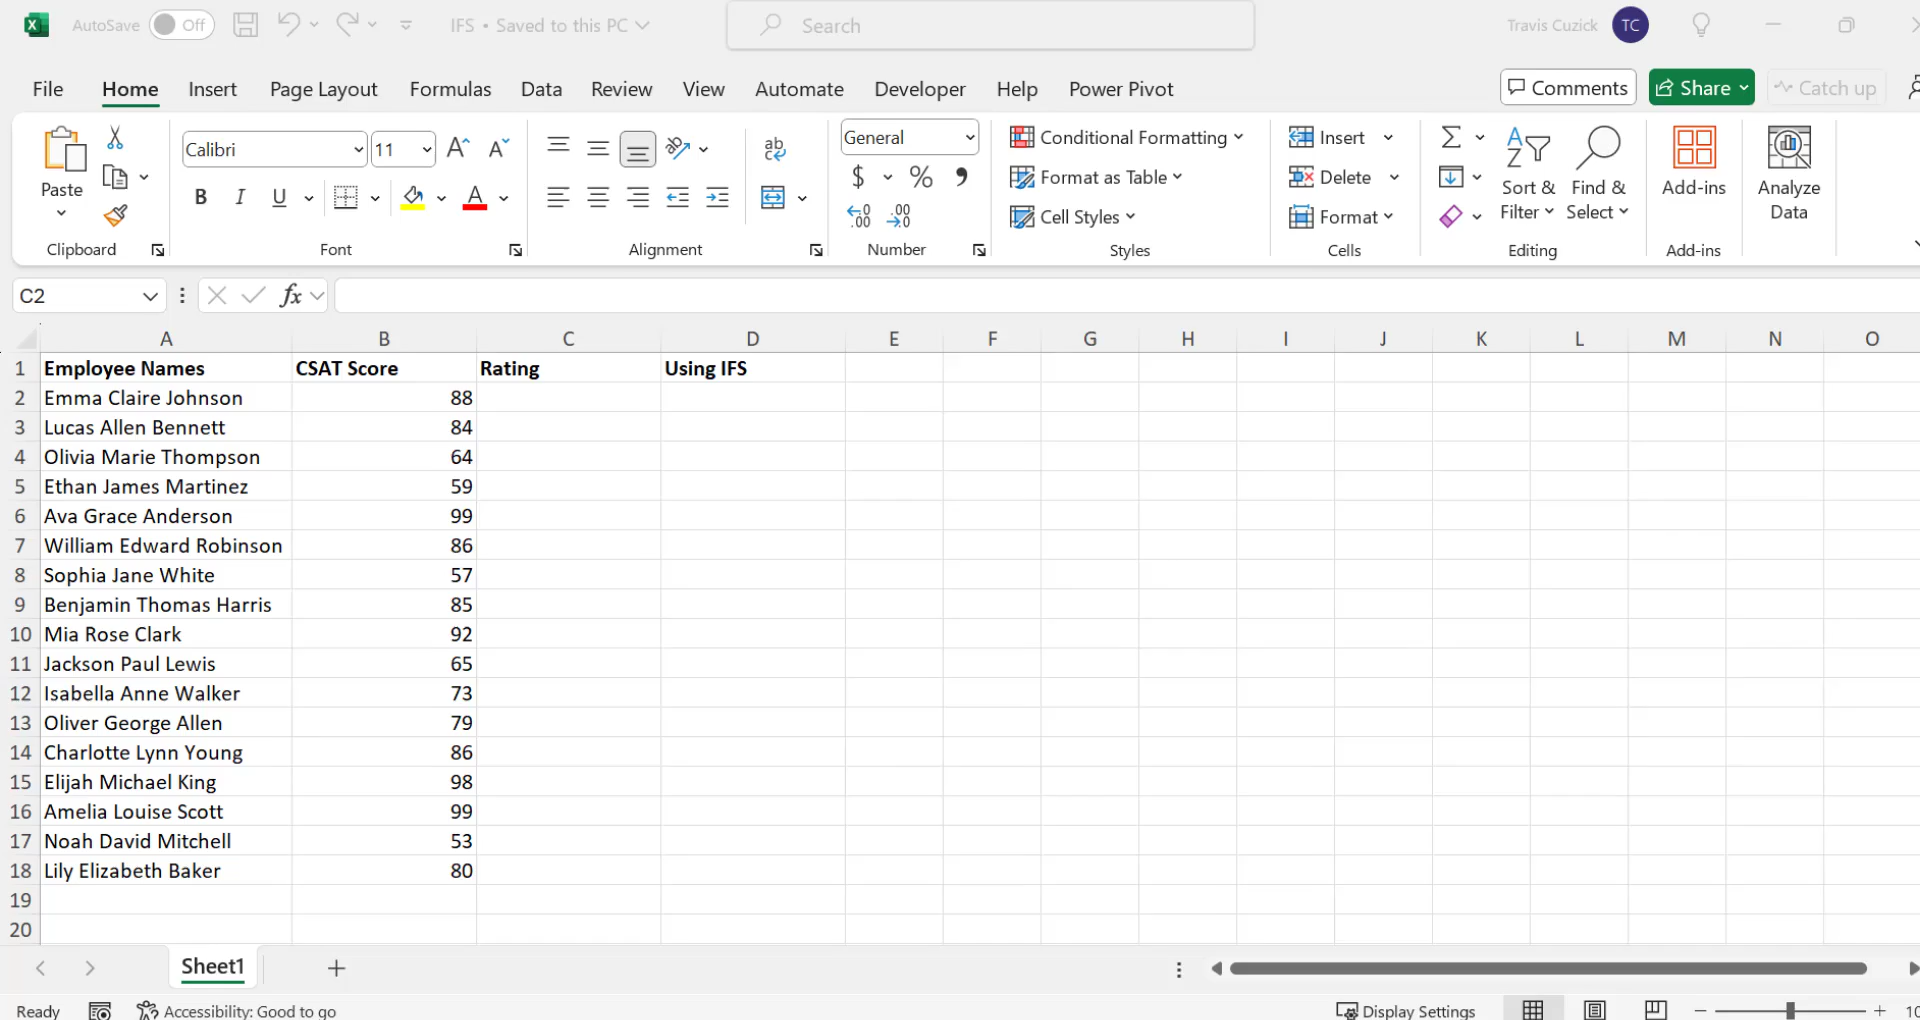 AutoSave Off IFS • Saved to this PC Search Travis Cuzick TC
File Home Insert Page Layout Formulas Data Review View Automate Developer Help Power Pivot Comments Share Catch up
Paste
Clipboard
Calibri 11
B I U A
Font
ab
Alignment
General
$ % 9
.00
Number
Conditional Formatting
Format as Table
Cell Styles
Styles
Insert
Delete
Format
Cells
Sort & Filter
Find & Select
Editing
Add-ins
Add-ins
Analyze Data
C2 fx
A B C D E F G H I J K L M N O
1 Employee Names CSAT Score Rating Using IFS
2 Emma Claire Johnson 88
3 Lucas Allen Bennett 84
4 Olivia Marie Thompson 64
5 Ethan James Martinez 59
6 Ava Grace Anderson 99
7 William Edward Robinson 86
8 Sophia Jane White 57
9 Benjamin Thomas Harris 85
10 Mia Rose Clark 92
11 Jackson Paul Lewis 65
12 Isabella Anne Walker 73
13 Oliver George Allen 79
14 Charlotte Lynn Young 86
15 Elijah Michael King 98
16 Amelia Louise Scott 99
17 Noah David Mitchell 53
18 Lily Elizabeth Baker 80
19
20
Sheet1
Ready Accessibility: Good to go Display Settings